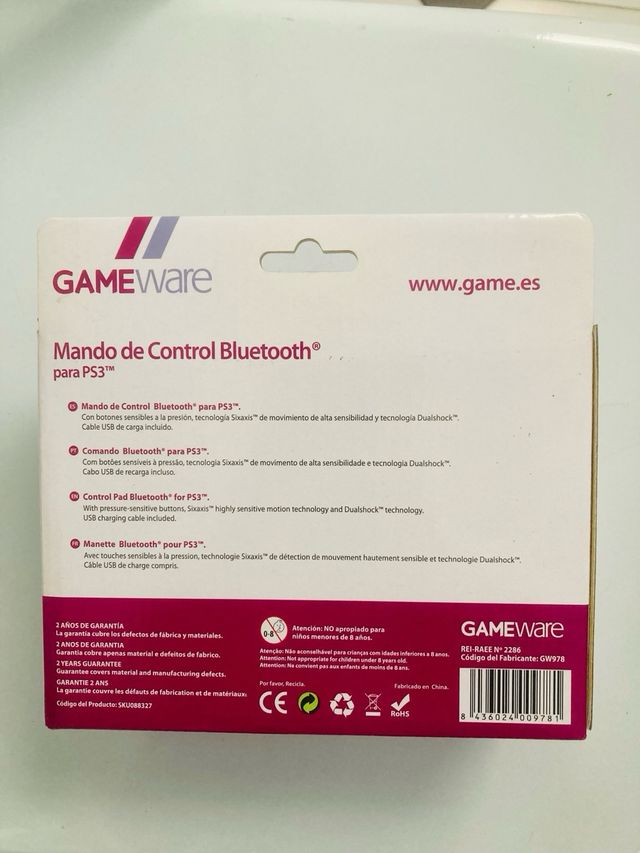 GAMEware
www.game.es
Mando de Control Bluetooth®
para PS3™
ES Mando de Control Bluetooth® para PS3™.
Con botones sensibles a la presión, tecnología Sixaxis™ de movimiento de alta sensibilidad y tecnología Dualshock™.
Cable USB de carga incluido.
PT Comando Bluetooth® para PS3™.
Com botões sensíveis à pressão, tecnologia Sixaxis™ de movimento de alta sensibilidade e tecnologia Dualshock™.
Cabo USB de recarga incluso.
EN Control Pad Bluetooth® for PS3™.
With pressure-sensitive buttons, Sixaxis™ highly sensitive motion technology and Dualshock™ technology.
USB charging cable included.
FR Manette Bluetooth® pour PS3™.
Avec touches sensibles à la pression, technologie Sixaxis™ de détection de mouvement hautement sensible et technologie Dualshock™.
Câble USB de charge compris.
2 AÑOS DE GARANTÍA
La garantía cubre los defectos de fábrica y materiales.
2 ANOS DE GARANTIA
Garantia cobre apenas material e defeitos de fabrico.
2 YEARS GUARANTEE
Guarantee covers material and manufacturing defects.
GARANTIE 2 ANS
La garantie couvre les défauts de fabrication et de matériaux.
Código del Producto: SKU088327
0-8
Atención: NO apropiado para
niños menores de 8 años.
Atenção: Não aconselhável para crianças com idades inferiores a 8 anos.
Attention: Not appropriate for children under 8 years old.
Attention: Ne convient pas aux enfants de moins de 8 ans.
Por favor, Recicla.
Fabricado en China.
CE
RoHS
GAMEware
REI-RAEE Nº 2286
Código del Fabricante: GW978
8 436024 009781